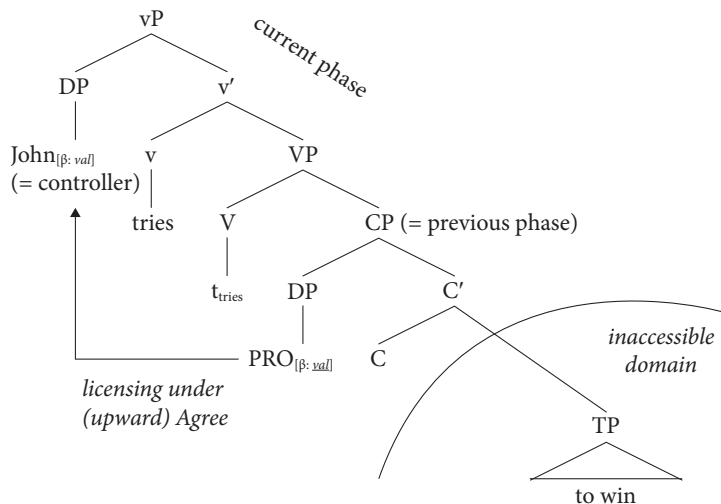 vP
current phase
DP v′
John[β: val] v VP
(= controller)
tries V CP (= previous phase)
t_tries DP C′
inaccessible
domain
PRO[β: val] C
licensing under
(upward) Agree
TP
to win